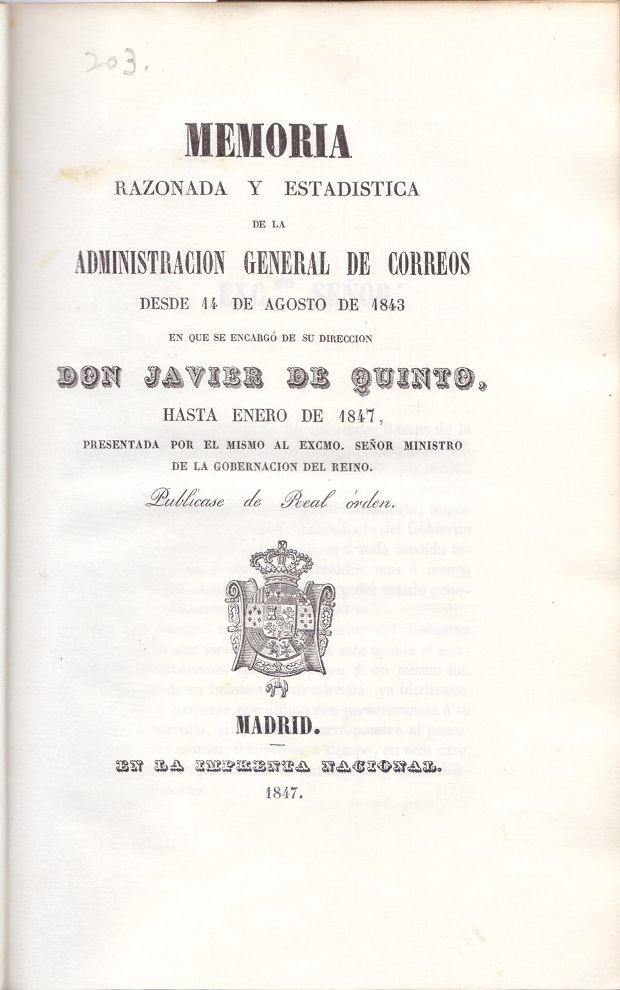 203.
MEMORIA
RAZONADA Y ESTADISTICA
DE LA
ADMINISTRACION GENERAL DE CORREOS
DESDE 14 DE AGOSTO DE 1843
EN QUE SE ENCARGÓ DE SU DIRECCION
DON JAVIER DE QUINTO,
HASTA ENERO DE 1847,
PRESENTADA POR EL MISMO AL EXCMO. SEÑOR MINISTRO
DE LA GOBERNACION DEL REINO.
Publícase de Real órden.
MADRID.
EN LA IMPRENTA NACIONAL.
1847.